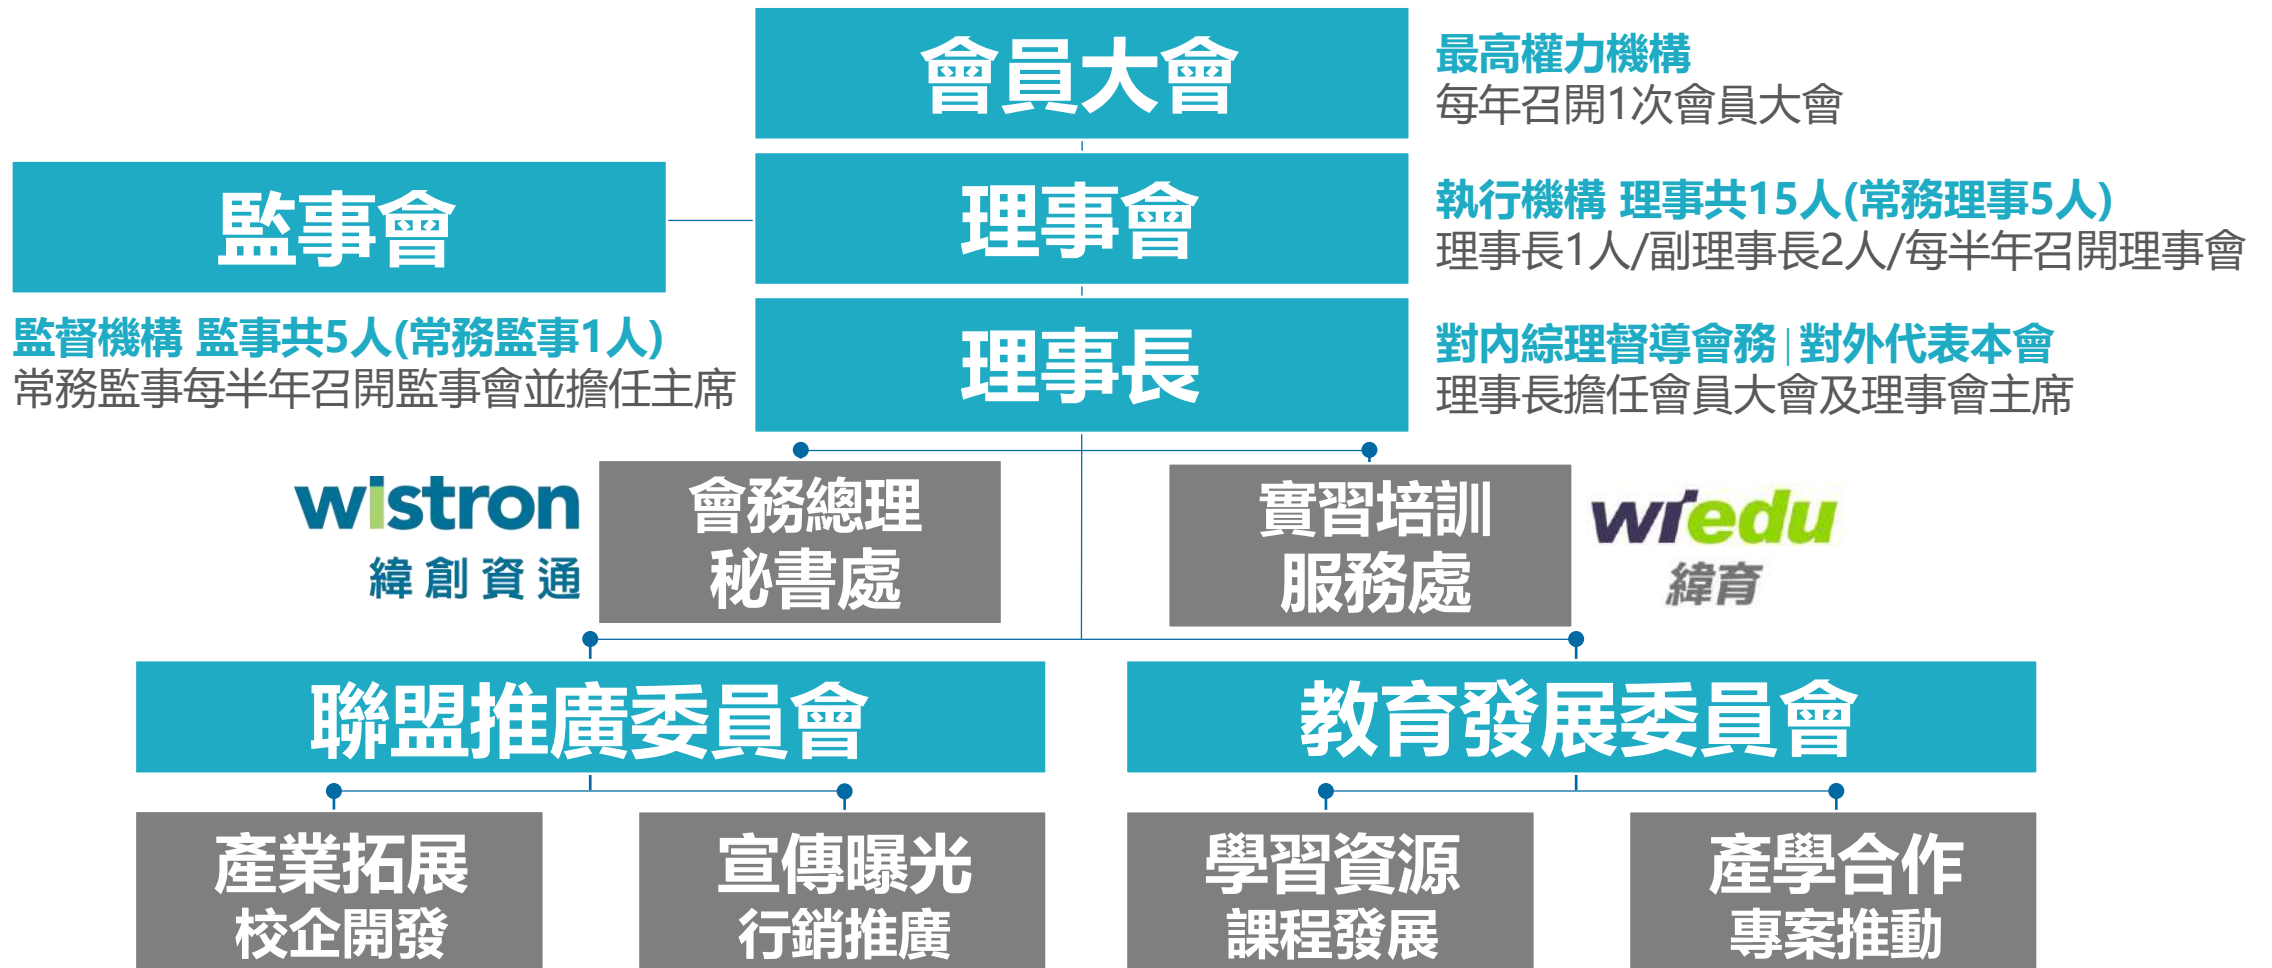 會員大會
最高權力機構
每年召開1次會員大會
監事會
理事會
執行機構 理事共15人(常務理事5人)
理事長1人/副理事長2人/每半年召開理事會
監督機構 監事共5人(常務監事1人)
常務監事每半年召開監事會並擔任主席
理事長
對內綜理督導會務|對外代表本會
理事長擔任會員大會及理事會主席
wistron
緯創資通
會務總理
秘書處
實習培訓
服務處
wiedu
緯育
聯盟推廣委員會
教育發展委員會
產業拓展
校企開發
宣傳曝光
行銷推廣
學習資源
課程發展
產學合作
專案推動